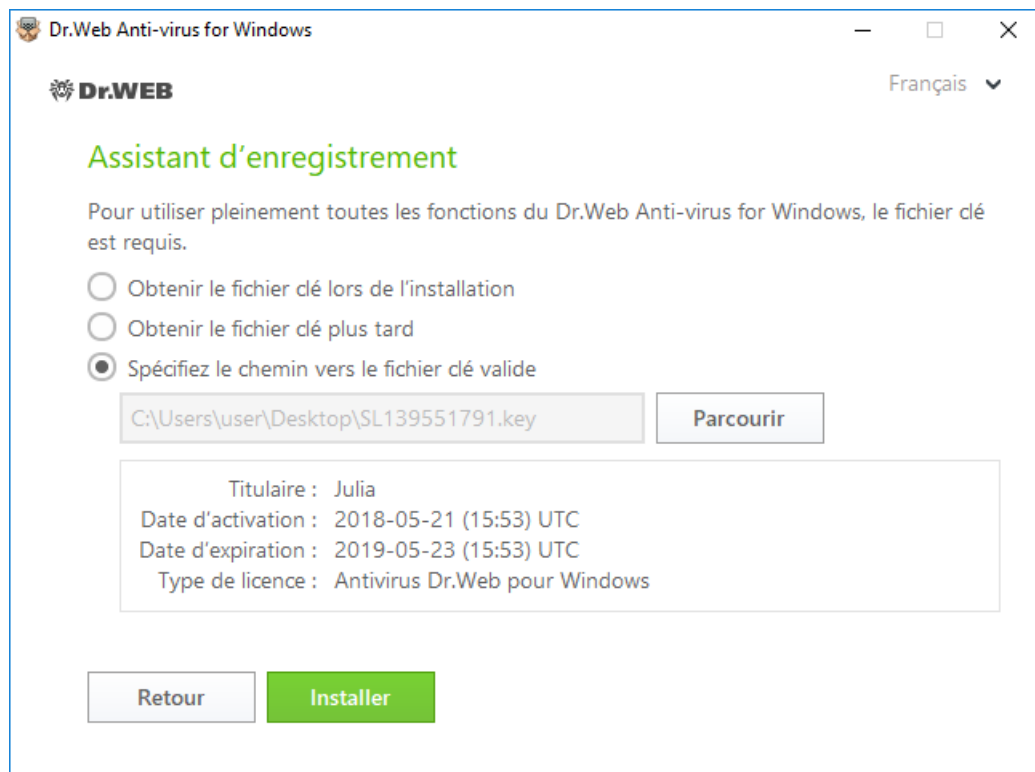 Dr.Web Anti-virus for Windows
Dr.WEB
Français
Assistant d'enregistrement
Pour utiliser pleinement toutes les fonctions du Dr.Web Anti-virus for Windows, le fichier clé
est requis.
Obtenir le fichier clé lors de l'installation
Obtenir le fichier clé plus tard
Spécifiez le chemin vers le fichier clé valide
C:\Users\user\Desktop\SL139551791.key
Parcourir
Titulaire : Julia
Date d'activation : 2018-05-21 (15:53) UTC
Date d'expiration : 2019-05-23 (15:53) UTC
Type de licence : Antivirus Dr.Web pour Windows
Retour
Installer